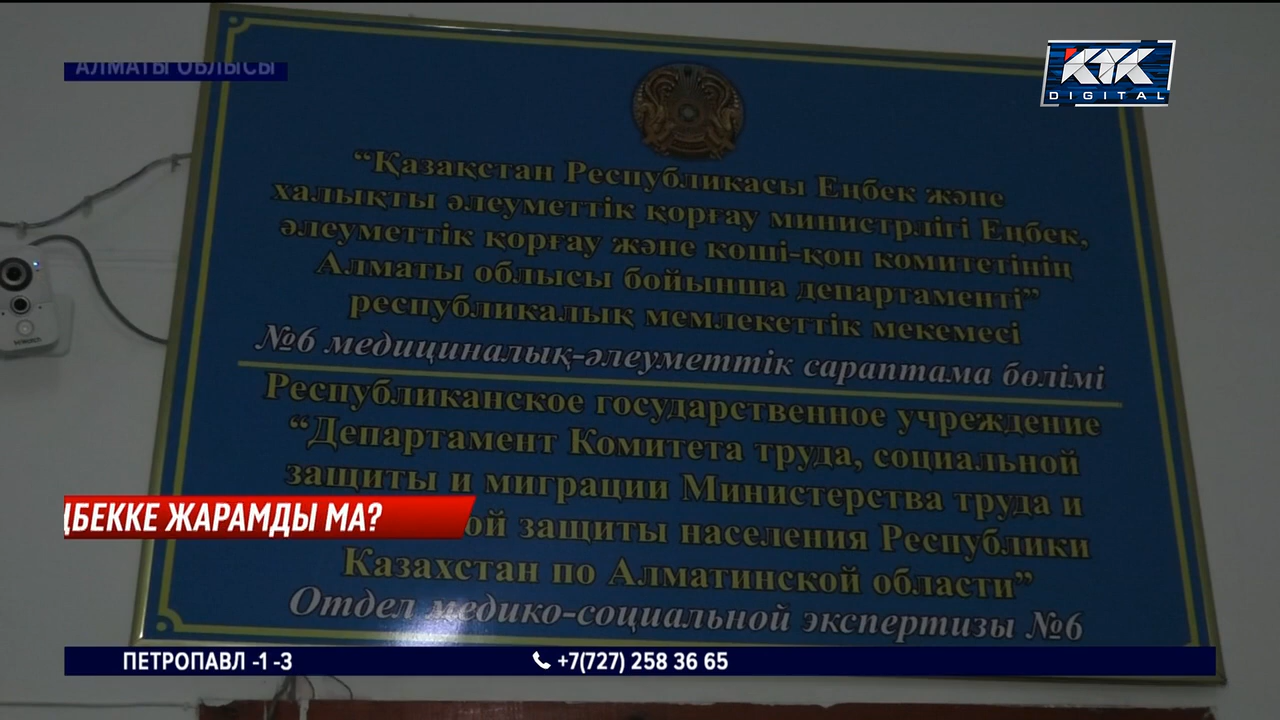 АЛМАТЫ ОБЛЫСЫ
КТК
DIGITAL
“Қазақстан Республикасы Еңбек және
халықты әлеуметтік қорғау министрлігі Еңбек,
әлеуметтік қорғау және көші-қон комитетінің
Алматы облысы бойынша департаменті”
республикалық мемлекеттік мекемесі
№6 медициналық-әлеуметтік сараптама бөлімі
Республиканское государственное учреждение
“Департамент Комитета труда, социальной
защиты и миграции Министерства труда и
ой защиты населения Республики
Казахстан по Алматинской области”
Отдел медико-социальной экспертизы №6
ЖАРАМДЫ МА?
ПЕТРОПАВЛ -1 -3
+7(727) 258 36 65